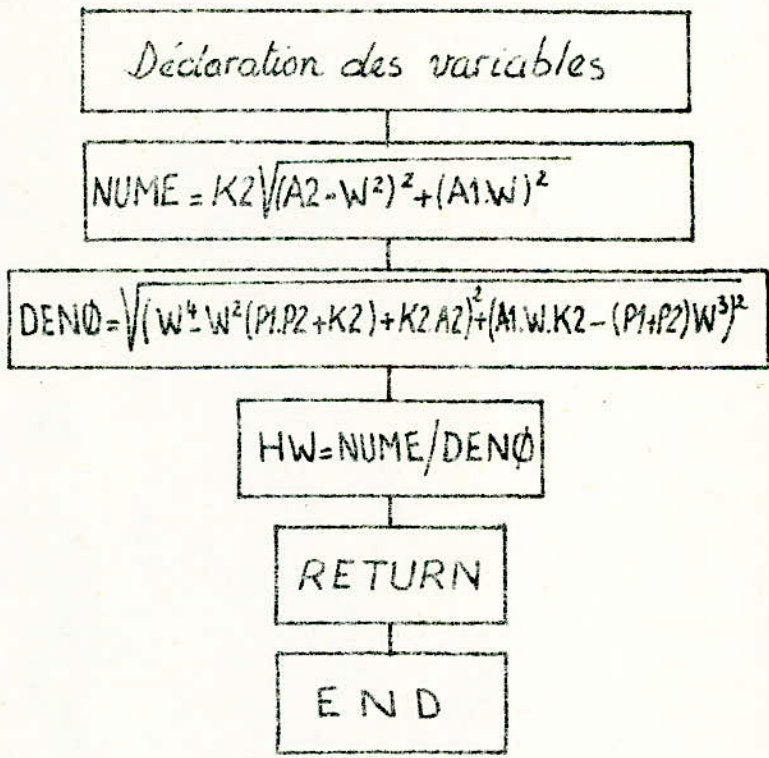 Déclaration des variables
NUME = K2√((A2-W²)²+(A1.W)²)
DENØ=√((W⁴-W²(P1.P2+K2)+K2.A2)²+(A1.W.K2-(P1+P2)W³)²)
HW=NUME/DENØ
RETURN
END